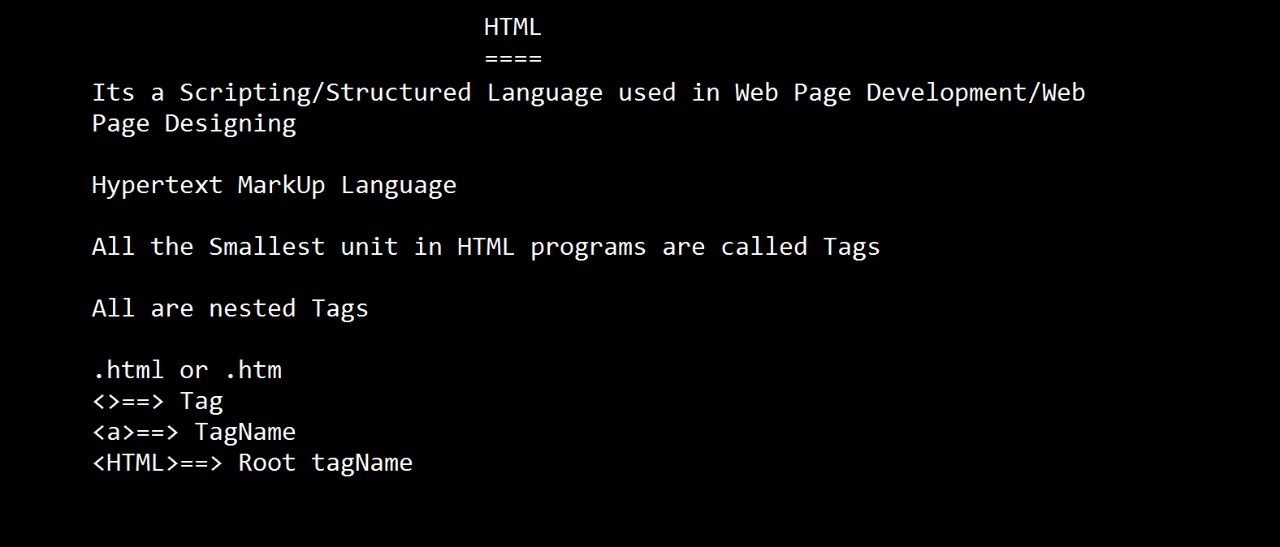 HTML
====
Its a Scripting/Structured Language used in Web Page Development/Web
Page Designing
Hypertext MarkUp Language
All the Smallest unit in HTML programs are called Tags
All are nested Tags
.html or .htm
<>==> Tag
<a>==> TagName
<HTML>==> Root tagName